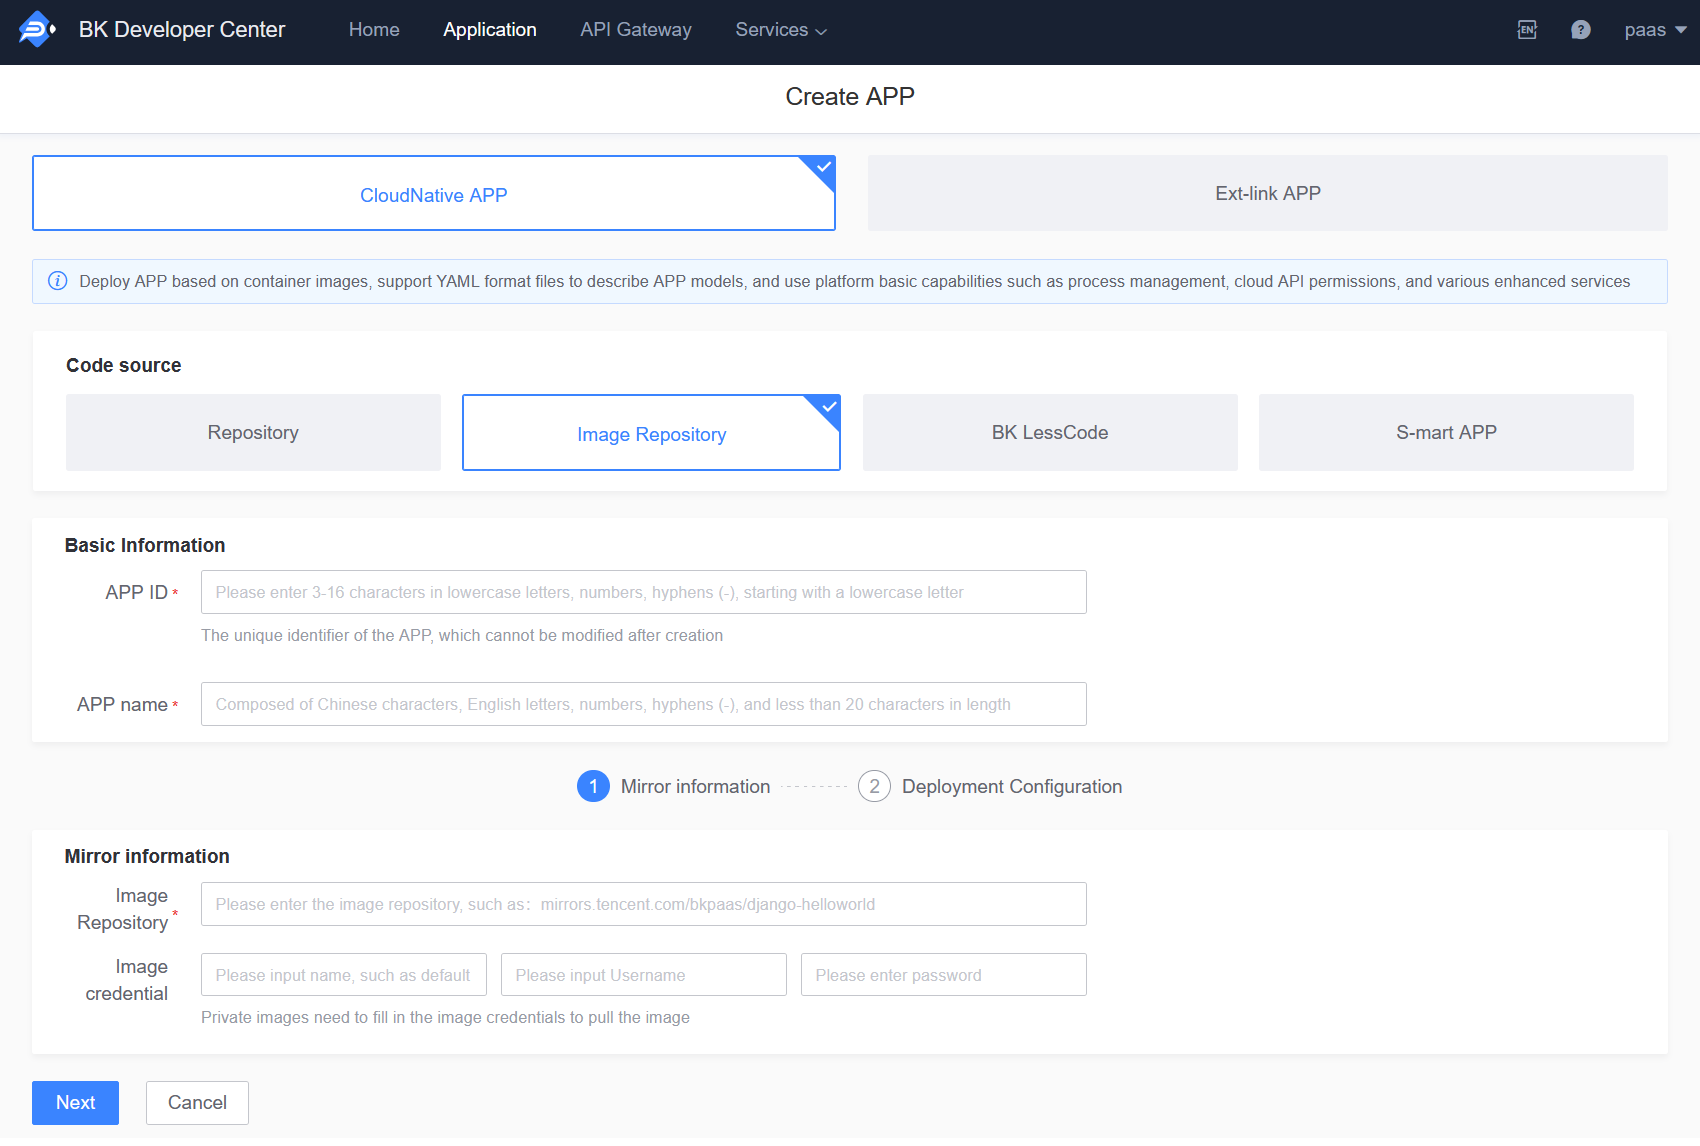 BK Developer Center
Home
Application
API Gateway
Services
EN
?
paas
Create APP
CloudNative APP
Ext-link APP
Deploy APP based on container images, support YAML format files to describe APP models, and use platform basic capabilities such as process management, cloud API permissions, and various enhanced services
Code source
Repository
Image Repository
BK LessCode
S-mart APP
Basic Information
APP ID *
Please enter 3-16 characters in lowercase letters, numbers, hyphens (-), starting with a lowercase letter
The unique identifier of the APP, which cannot be modified after creation
APP name *
Composed of Chinese characters, English letters, numbers, hyphens (-), and less than 20 characters in length
1 Mirror information
2 Deployment Configuration
Mirror information
Image
Repository *
Please enter the image repository, such as：mirrors.tencent.com/bkpaas/django-helloworld
Image
credential
Please input name, such as default
Please input Username
Please enter password
Private images need to fill in the image credentials to pull the image
Next
Cancel